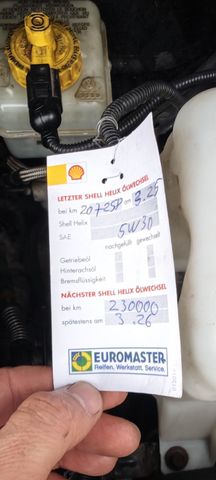 LETZTER SHELL HELIX ÖLWECHSEL
bei km 207250 am 3.25
Shell Helix
SAE 5W30
nachgefüllt gewechselt
Getriebeöl
Hinterachsöl
Bremsflüssigkeit
NÄCHSTER SHELL HELIX ÖLWECHSEL
bei km 230000
spätestens am 3.26
EUROMASTER
Reifen, Werkstatt, Service.